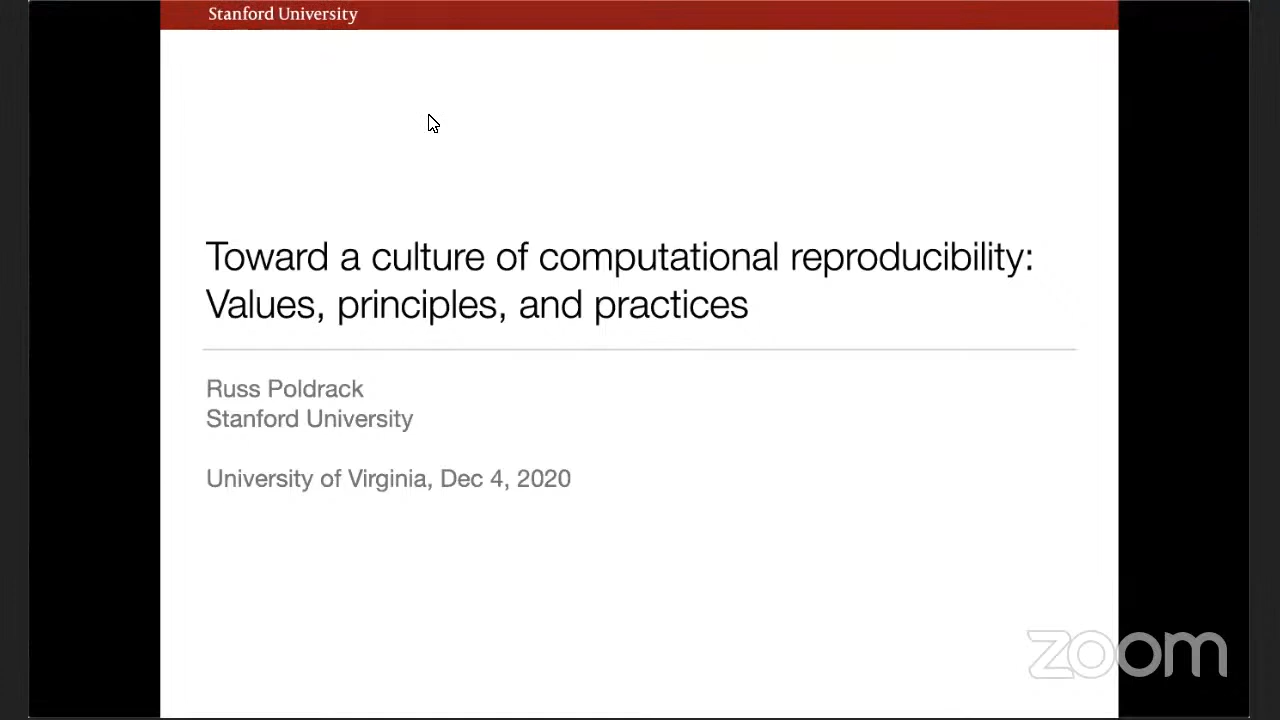 Stanford University
Toward a culture of computational reproducibility:
Values, principles, and practices
Russ Poldrack
Stanford University
University of Virginia, Dec 4, 2020
zoom